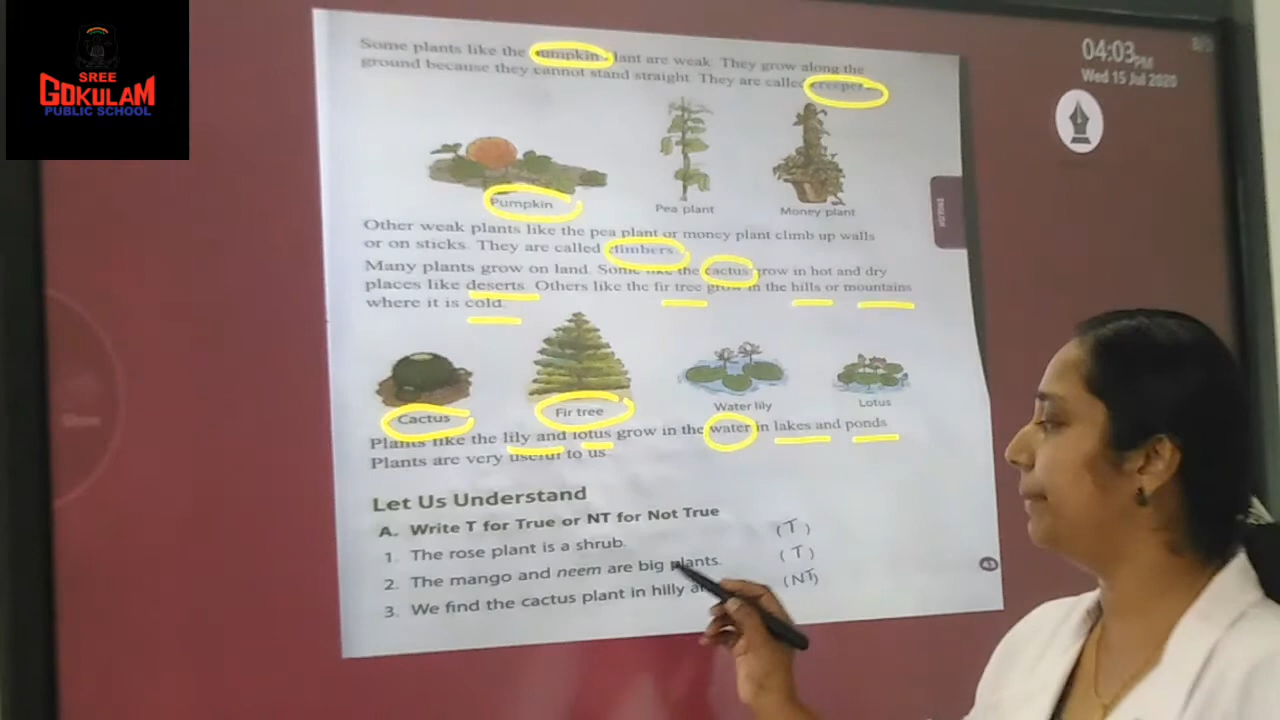 SREE
GOKULAM
PUBLIC SCHOOL
04:03PM
Wed 15 Jul 2020
Some plants like the pumpkin plant are weak. They grow along the
ground because they cannot stand straight. They are called creepers.
Pumpkin
Pea plant
Money plant
ENGLISH
Other weak plants like the pea plant or money plant climb up walls
or on sticks. They are called climbers.
Many plants grow on land. Some like the cactus grow in hot and dry
places like deserts. Others like the fir tree grow in the hills or mountains
where it is cold.
Cactus
Fir tree
Water lily
Lotus
Plants like the lily and lotus grow in the water in lakes and ponds
Plants are very useful to us
Let Us Understand
A. Write T for True or NT for Not True
1. The rose plant is a shrub. (T)
2. The mango and neem are big plants. (T)
3. We find the cactus plant in hilly (NT)